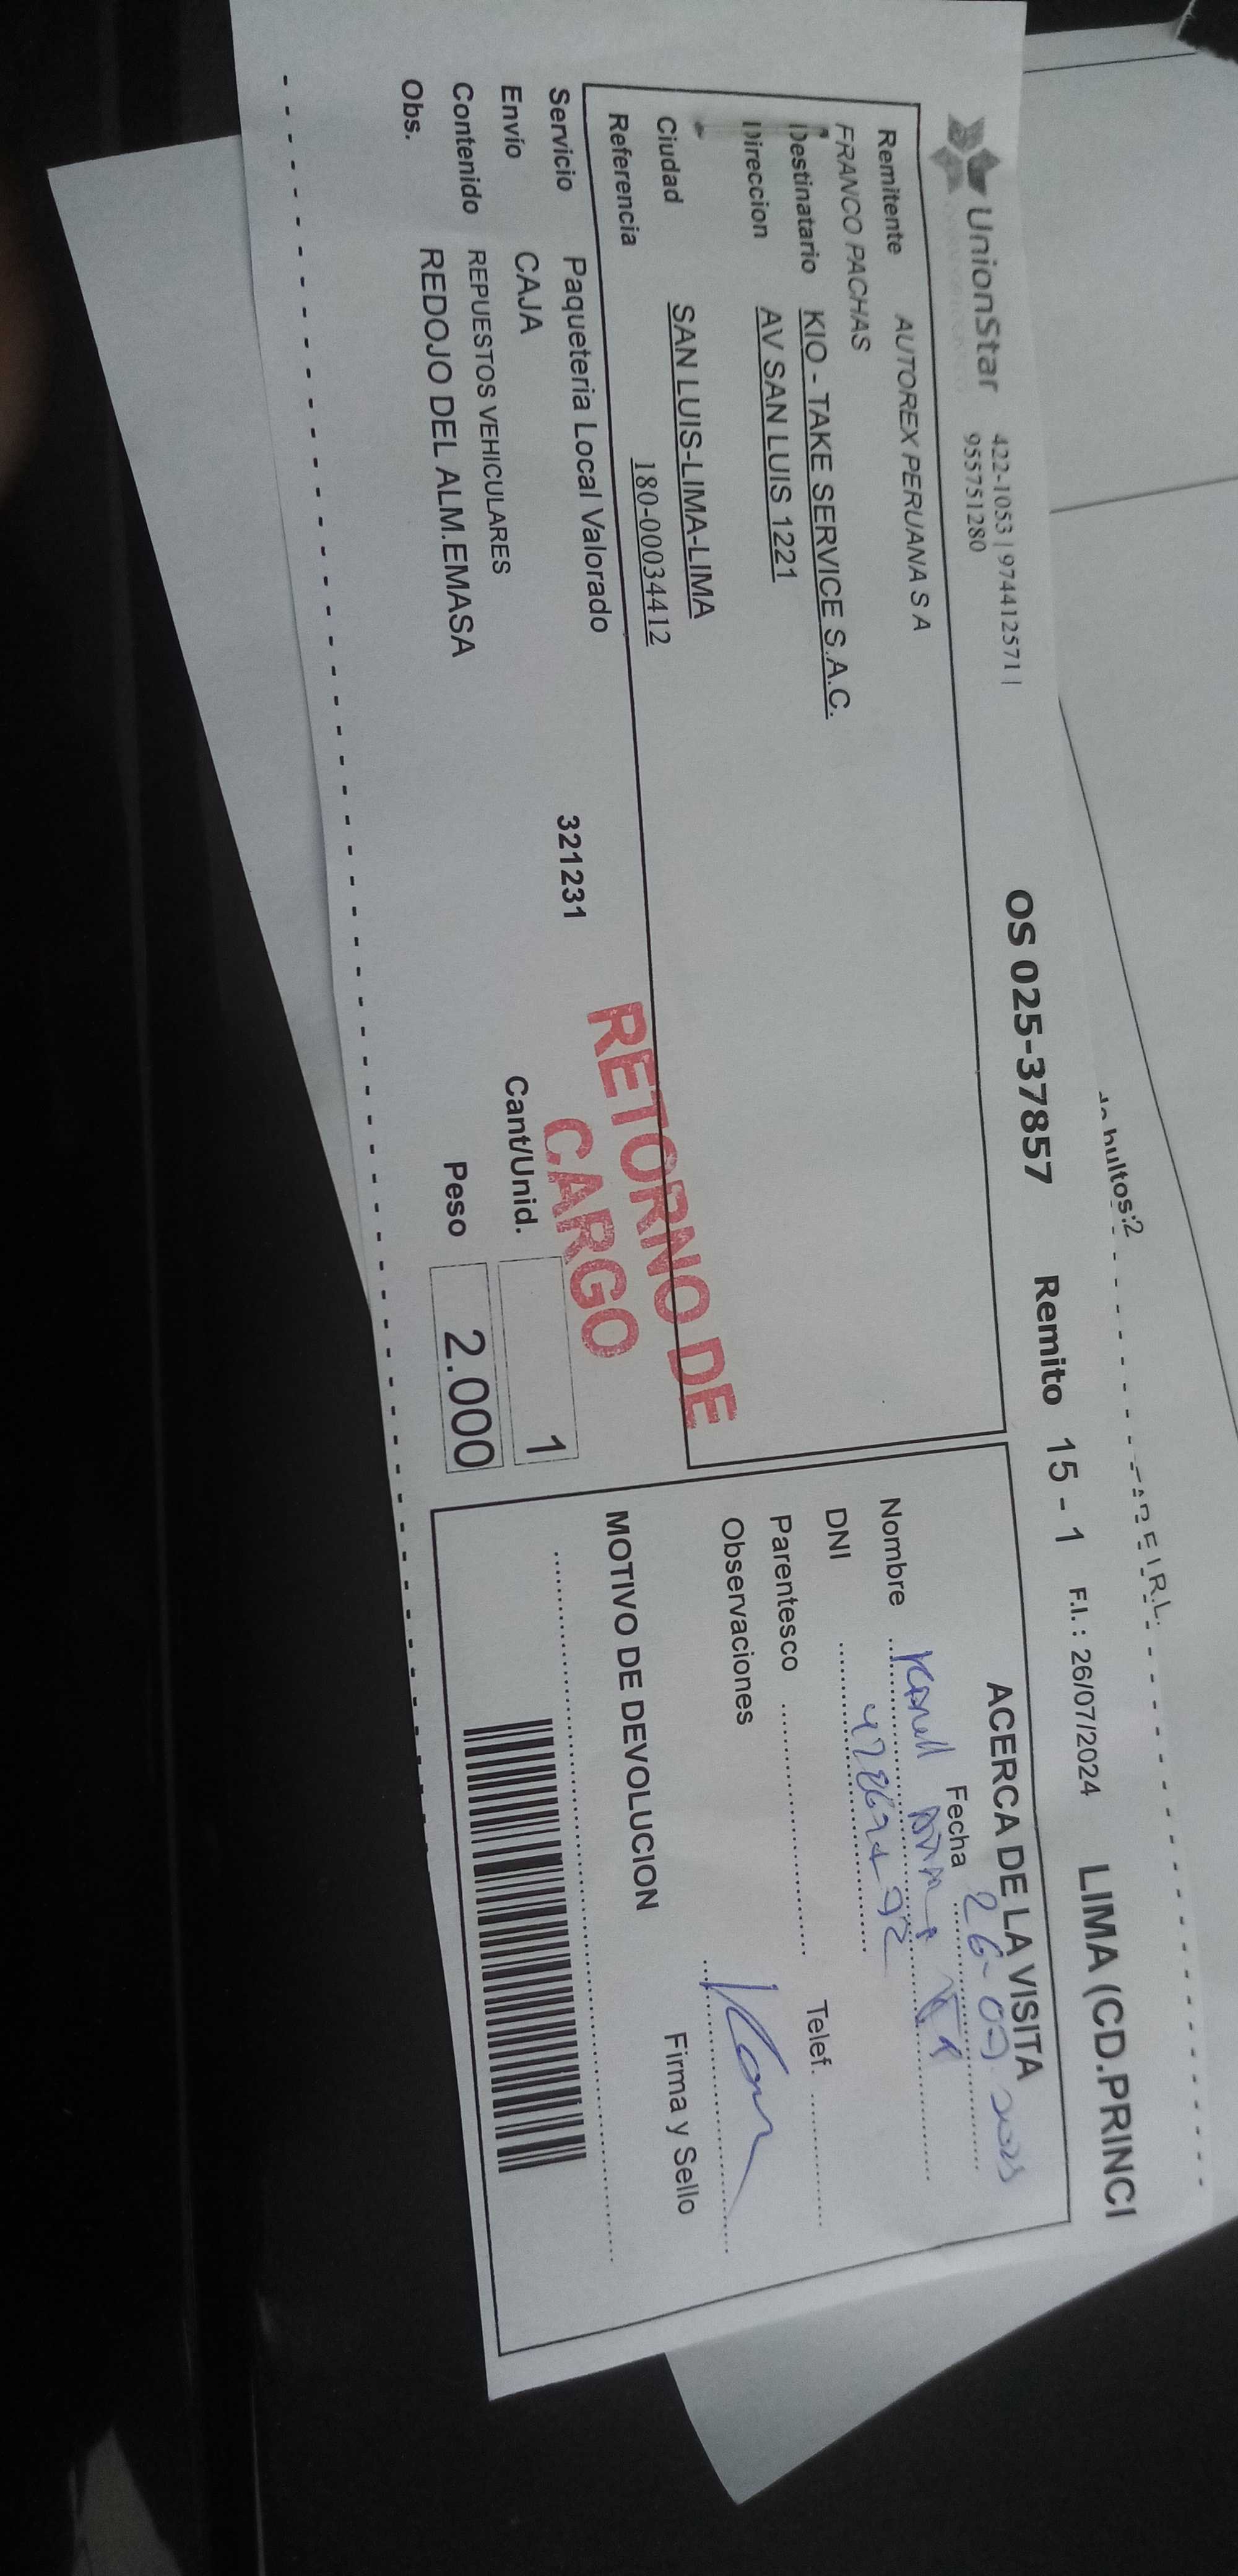 de bultos:2
E.I.R.L.
UnionStar
422-1053 | 974412571 |
955751280
OS 025-37857 Remito 15 - 1 F.I. : 26/07/2024 LIMA (CD.PRINCI
Remitente AUTOREX PERUANA S A
FRANCO PACHAS
Destinatario KIO - TAKE SERVICE S.A.C.
Direccion AV SAN LUIS 1221
Ciudad SAN LUIS-LIMA-LIMA
Referencia 180-00034412
Servicio Paqueteria Local Valorado 321231
Envio CAJA
Contenido REPUESTOS VEHICULARES
Obs. REDOJO DEL ALM.EMASA
RETORNO DE
CARGO
Cant/Unid. 1
Peso 2.000
ACERCA DE LA VISITA
Fecha
Nombre
DNI
Parentesco Telef.
Observaciones
Firma y Sello
MOTIVO DE DEVOLUCION